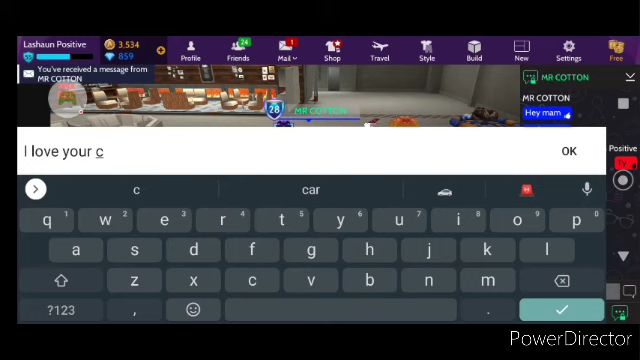 Lashaun Positive
3.534
859
Profile
24
Friends
1
Mail
Shop
Travel
Style
Build
New
Settings
Free
You've received a message from
MR COTTON
MR COTTON
28
MR COTTON
MR COTTON
Hey mam
Positive
I love your c
OK
c
car
q 1 w 2 e 3 r 4 t 5 y 6 u 7 i 8 o 9 p 0
a s d f g h j k l
z x c v b n m
?123 , .
PowerDirector